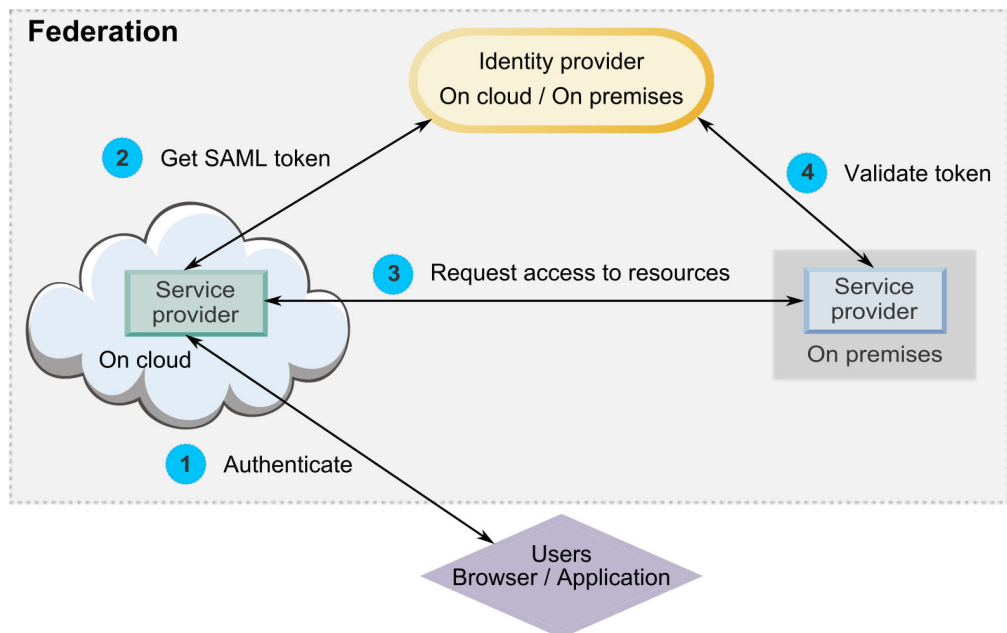 Federation
Identity provider
On cloud / On premises
2
Get SAML token
4
Validate token
3
Request access to resources
Service
provider
On cloud
Service
provider
On premises
1
Authenticate
Users
Browser / Application